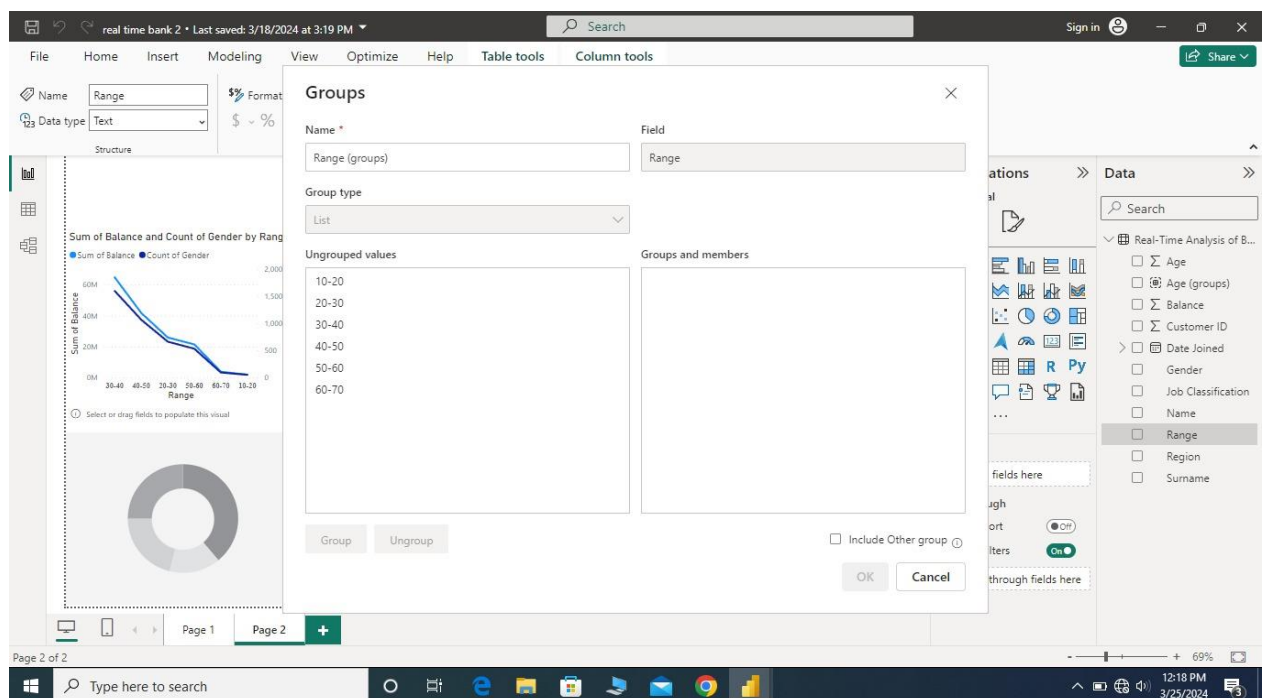 real time bank 2 • Last saved: 3/18/2024 at 3:19 PM
Search
Sign in
File Home Insert Modeling View Optimize Help Table tools Column tools
Share
Name Range
Format
Data type Text
$ %
Structure
Groups
Name *
Field
Range (groups)
Range
Group type
List
Ungrouped values
Groups and members
10-20
20-30
30-40
40-50
50-60
60-70
Group Ungroup
Include Other group
OK Cancel
Sum of Balance and Count of Gender by Rang
Sum of Balance Count of Gender
2,000
60M
1,500
40M
1,000
20M
500
0M
0
Sum of Balance
30-40 40-50 20-30 50-60 60-70 10-20
Range
Select or drag fields to populate this visual
ations
al
123
R Py
...
fields here
ugh
ort Off
lters On
through fields here
Data
Search
Real-Time Analysis of B...
Age
Age (groups)
Balance
Customer ID
Date Joined
Gender
Job Classification
Name
Range
Region
Surname
Page 1 Page 2 +
Page 2 of 2
- + 69%
Type here to search
12:18 PM
3/25/2024
3